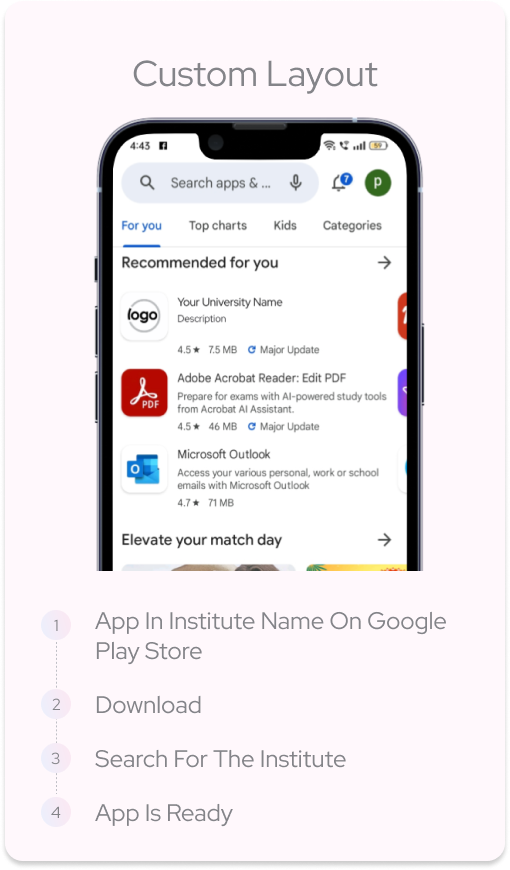 Custom Layout
4:43
59
Search apps & ...
7
p
For you
Top charts
Kids
Categories
Recommended for you
logo
Your University Name
Description
4.5★ 7.5 MB Major Update
PDF
Adobe Acrobat Reader: Edit PDF
Prepare for exams with AI-powered study tools
from Acrobat AI Assistant.
4.5★ 46 MB Major Update
O
Microsoft Outlook
Access your various personal, work or school
emails with Microsoft Outlook
4.7★ 71 MB
Elevate your match day
1
App In Institute Name On Google
Play Store
2
Download
3
Search For The Institute
4
App Is Ready